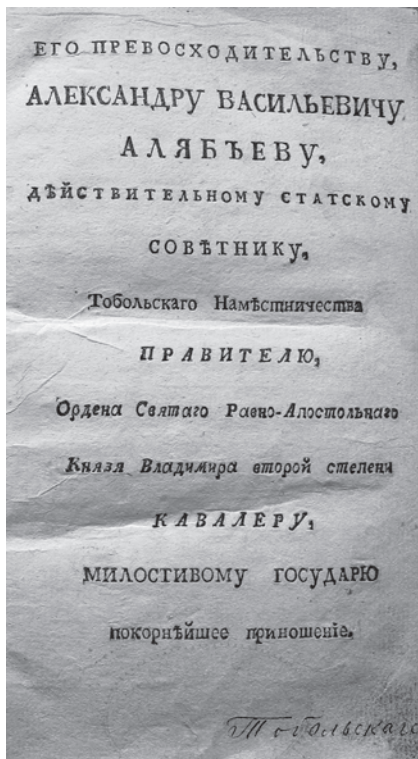 ЕГО ПРЕВОСХОДИТЕЛЬСТВУ,
АЛЕКСАНДРУ ВАСИЛЬЕВИЧУ
АЛЯБЪЕВУ,
ДѢЙСТВИТЕЛЬНОМУ СТАТСКОМУ
СОВѢТНИКУ,
Тобольскаго Намѣстничества
ПРАВИТЕЛЮ,
Ордена Святаго Равно-Апостольнаго
Князя Владимира второй степени
КАВАЛЕРУ,
МИЛОСТИВОМУ ГОСУДАРЮ
покорнѣйшее приношеніе.
Тобольскаго